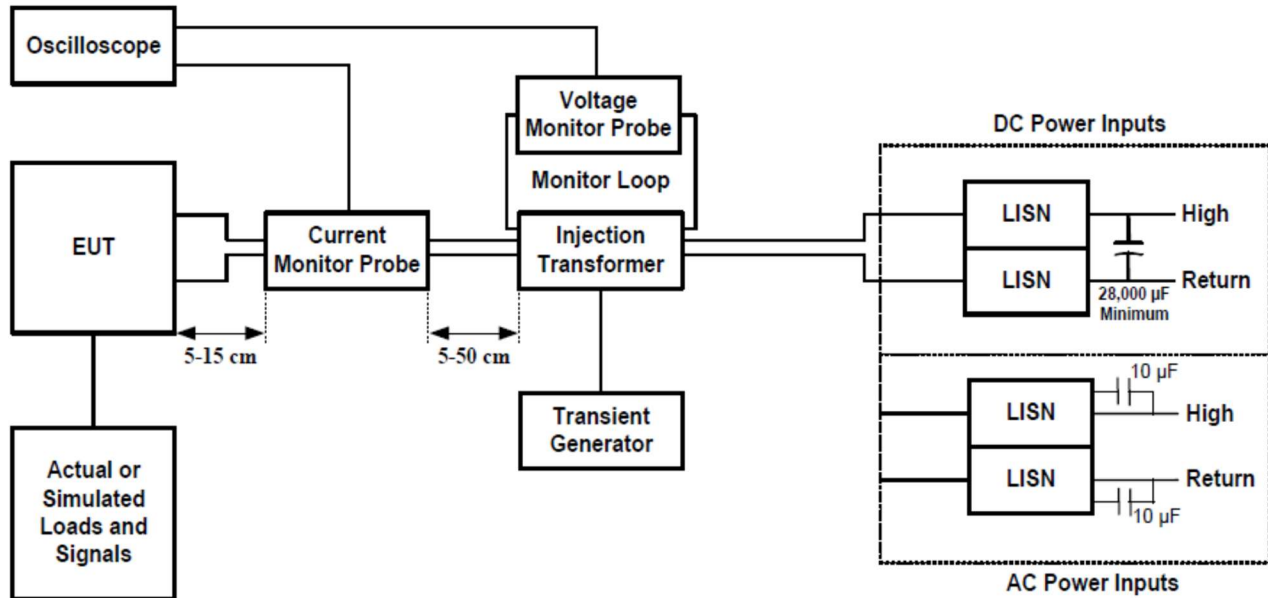 Oscilloscope
Voltage
Monitor Probe
Monitor Loop
DC Power Inputs
EUT
Current
Monitor Probe
Injection
Transformer
LISN
High
LISN
Return
28,000 µF
Minimum
5-15 cm
5-50 cm
Transient
Generator
10 µF
LISN
High
LISN
Return
10 µF
Actual or
Simulated
Loads and
Signals
AC Power Inputs